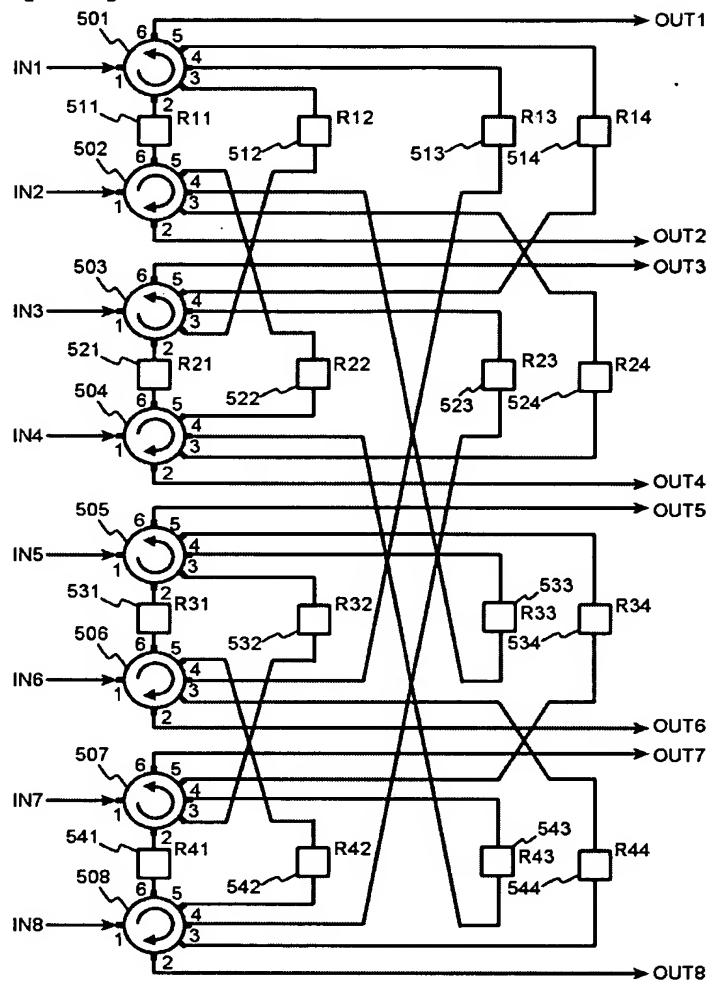 501
6 5
OUT1
IN1
4
1
3
2
511
R11
R12
R13
R14
512
513
514
502
6 5
IN2
4
1
3
2
OUT2
503
6 5
OUT3
IN3
4
1
3
2
521
R21
R22
R23
R24
522
523
524
504
6 5
IN4
4
1
3
2
OUT4
505
6 5
OUT5
IN5
4
1
3
2
531
R31
R32
533
R33
R34
532
534
506
6 5
IN6
4
1
3
2
OUT6
507
6 5
OUT7
IN7
4
1
3
2
541
R41
R42
543
R43
R44
542
544
508
6 5
IN8
4
1
3
2
OUT8